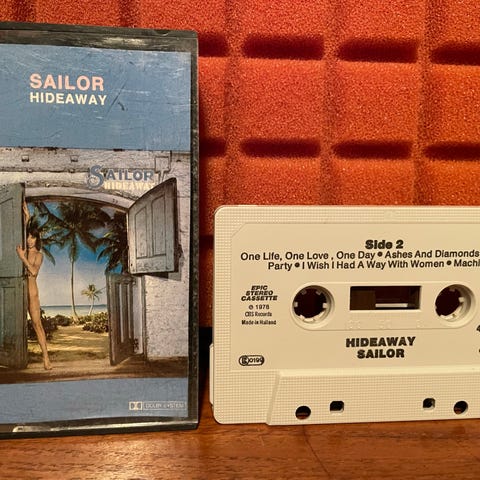 SAILOR
HIDEAWAY
SAILOR
HIDEAWAY
DOLBY SYSTEM
Side 2
One Life, One Love , One Day • Ashes And Diamonds
Party • I Wish I Had A Way With Women • Machi
EPIC
STEREO
CASSETTE
℗ 1978
CBS Records
Made in Holland
HIDEAWAY
SAILOR
0199